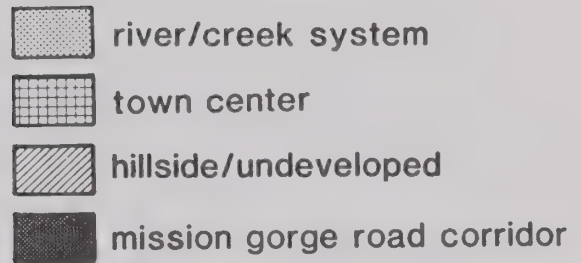 river/creek system
town center
hillside/undeveloped
mission gorge road corridor